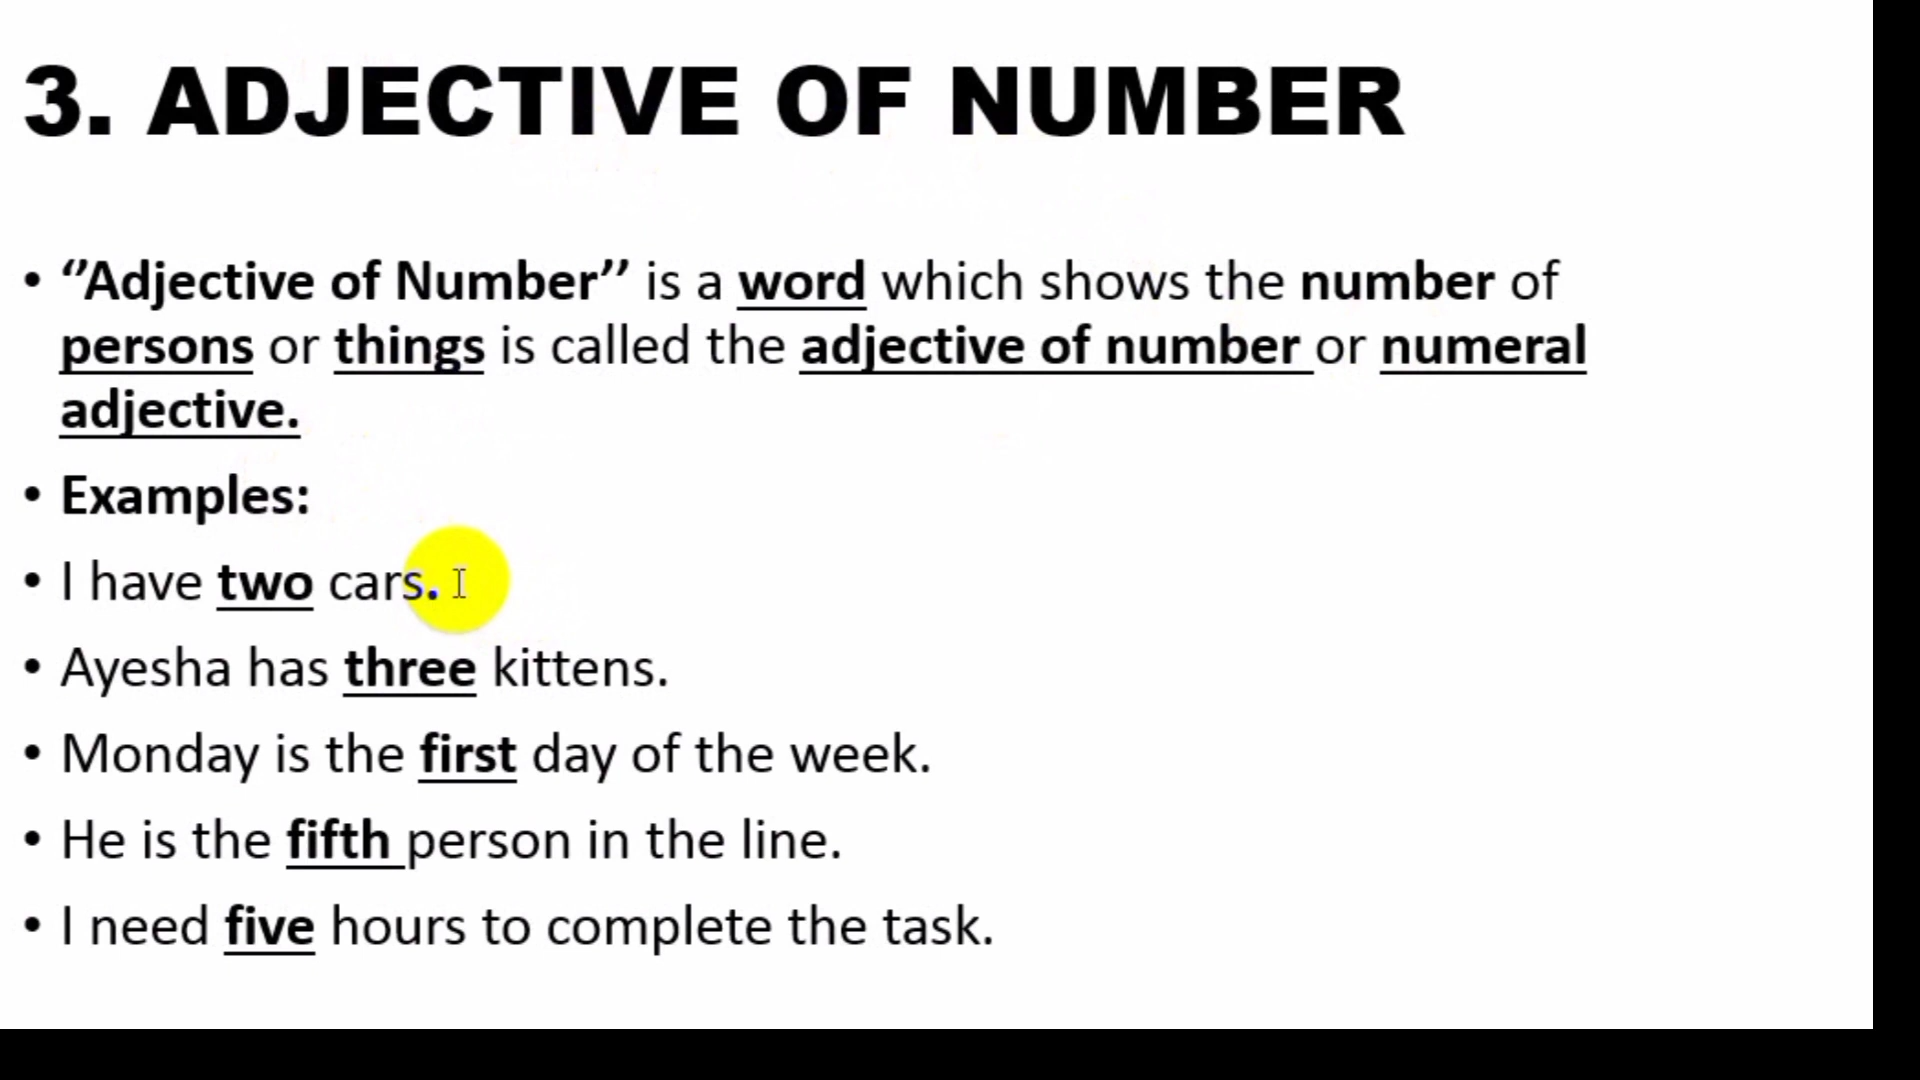 3. ADJECTIVE OF NUMBER
• ‘’Adjective of Number’’ is a word which shows the number of
persons or things is called the adjective of number or numeral
adjective.
• Examples:
• I have two cars.
• Ayesha has three kittens.
• Monday is the first day of the week.
• He is the fifth person in the line.
• I need five hours to complete the task.